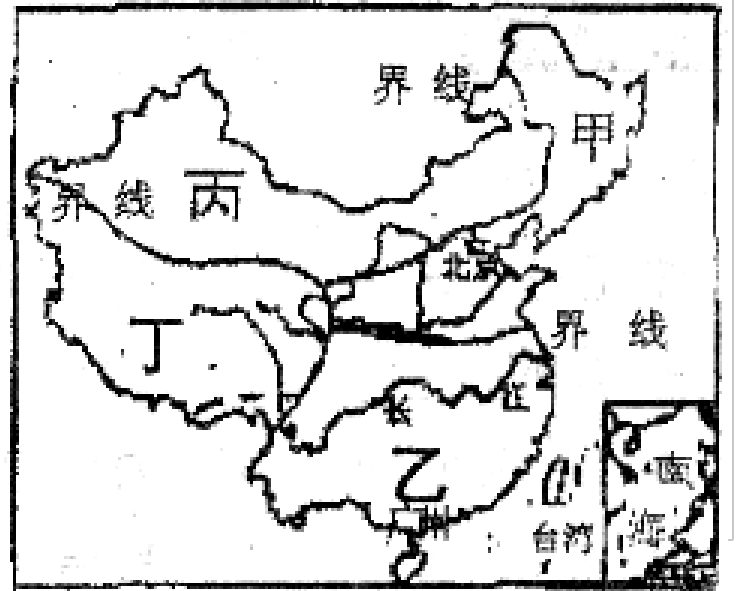 界线
甲
界线 丙
北京
丁
界线
长 江
乙
广州
台湾
南
海